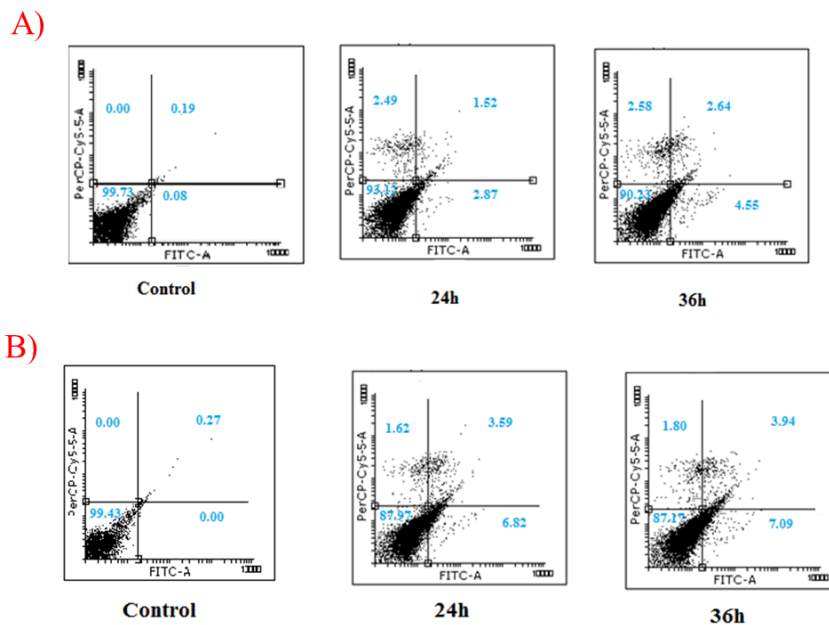 A)
PerCP-Cy5-5-A
0.00
0.19
99.73
0.08
FITC-A
Control
PerCP-Cy5-5-A
2.49
1.52
93.12
2.87
FITC-A
24h
PerCP-Cy5-5-A
2.58
2.64
90.23
4.55
FITC-A
36h
B)
PerCP-Cy5-5-A
0.00
0.27
99.43
0.00
FITC-A
Control
PerCP-Cy5-5-A
1.62
3.59
87.97
6.82
FITC-A
24h
PerCP-Cy5-5-A
1.80
3.94
87.17
7.09
FITC-A
36h